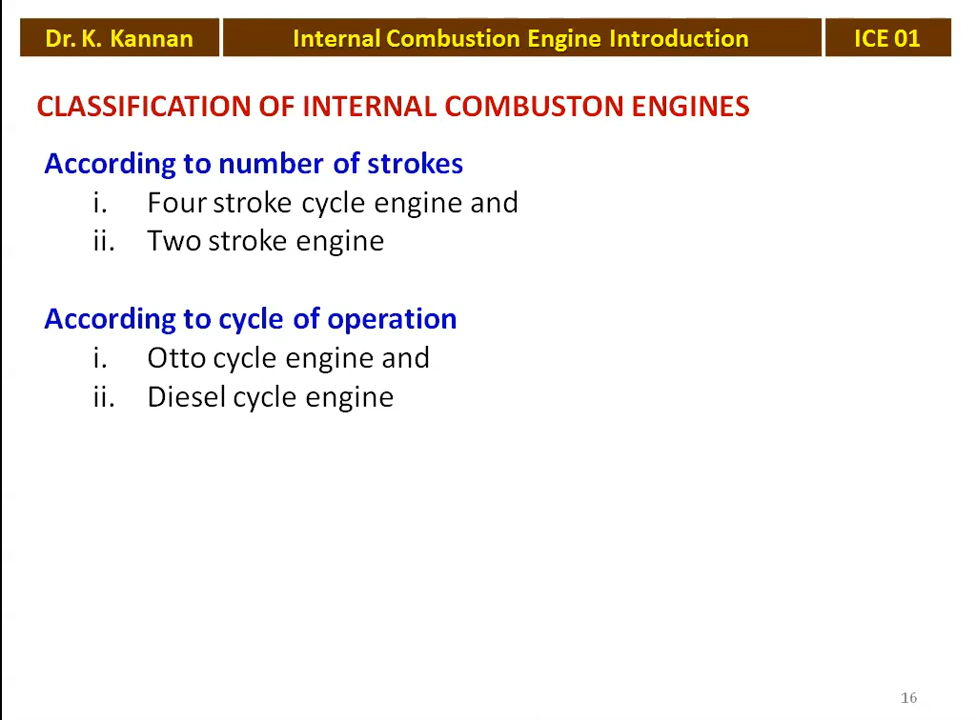 Dr. K. Kannan Internal Combustion Engine Introduction ICE 01
CLASSIFICATION OF INTERNAL COMBUSTON ENGINES
According to number of strokes
i. Four stroke cycle engine and
ii. Two stroke engine
According to cycle of operation
i. Otto cycle engine and
ii. Diesel cycle engine
16